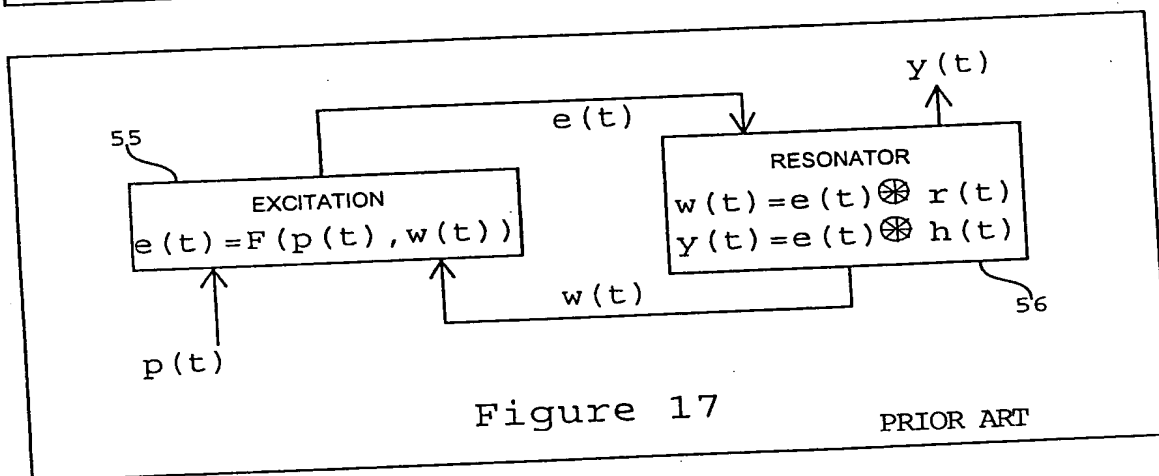 y(t)
e(t)
55
EXCITATION
e(t)=F(p(t),w(t))
RESONATOR
w(t)=e(t)⊛ r(t)
y(t)=e(t)⊛ h(t)
w(t)
56
p(t)
Figure 17
PRIOR ART